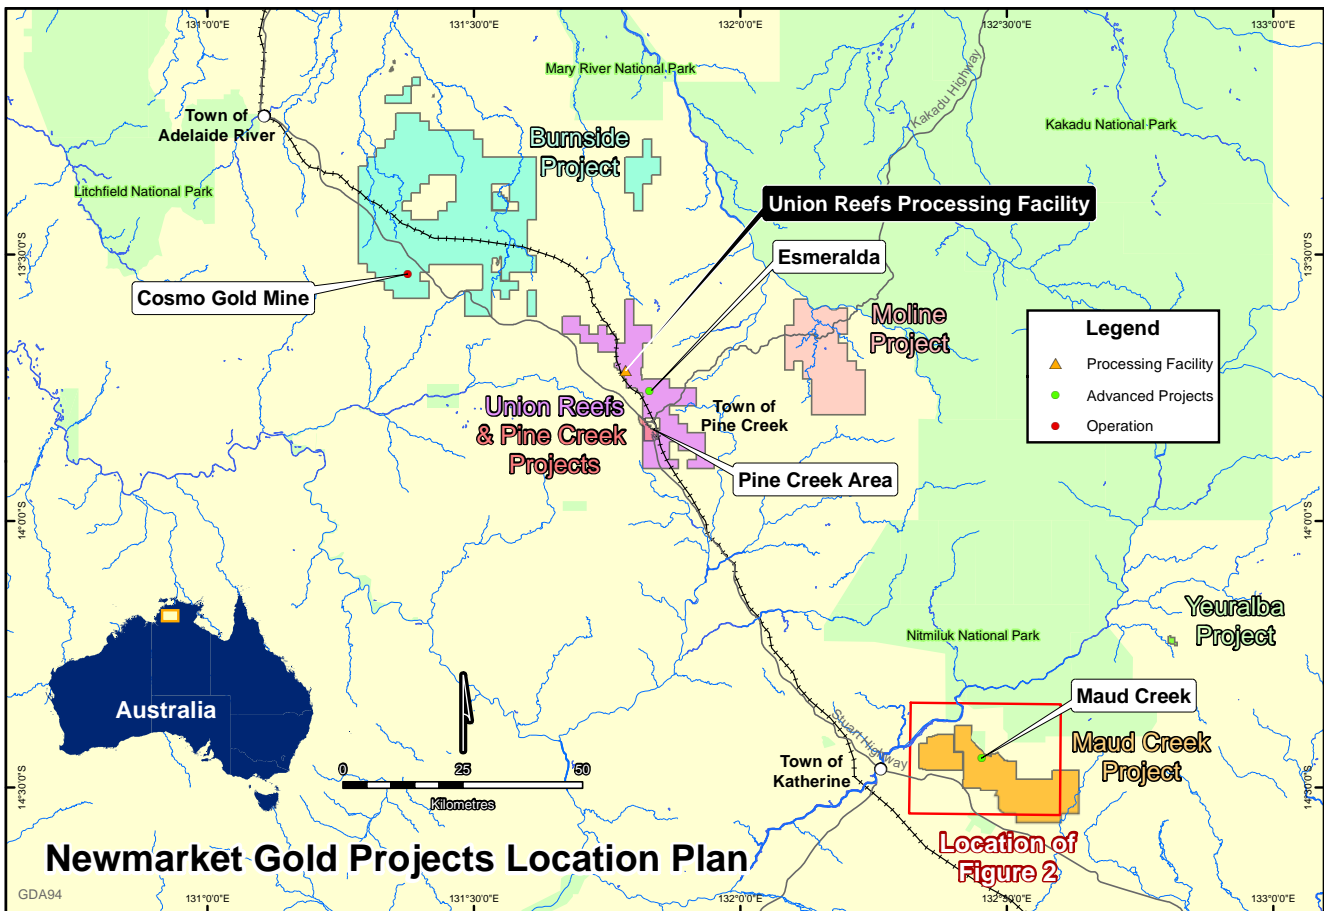 131°0'0"E
131°30'0"E
132°0'0"E
132°30'0"E
133°0'0"E
Mary River National Park
Kakadu Highway
Kakadu National Park
Town of
Adelaide River
Burnside
Project
Litchfield National Park
Union Reefs Processing Facility
13°30'0"S
13°30'0"S
Esmeralda
Cosmo Gold Mine
Moline
Project
Legend
Processing Facility
Advanced Projects
Operation
Union Reefs
& Pine Creek
Projects
Town of
Pine Creek
Pine Creek Area
14°0'0"S
14°0'0"S
Yeuralba
Project
Nitmiluk National Park
Australia
Maud Creek
Stuart Highway
Maud Creek
Project
Town of
Katherine
0 25 50
Kilometres
14°30'0"S
14°30'0"S
Location of
Figure 2
Newmarket Gold Projects Location Plan
GDA94
131°0'0"E
131°30'0"E
132°0'0"E
132°30'0"E
133°0'0"E